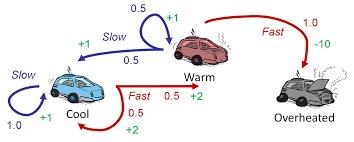 0.5
+1
1.0
Slow
Fast
+1
0.5
-10
Slow
Warm
Fast 0.5 +2
0.5
Overheated
1.0
+1
Cool
+2